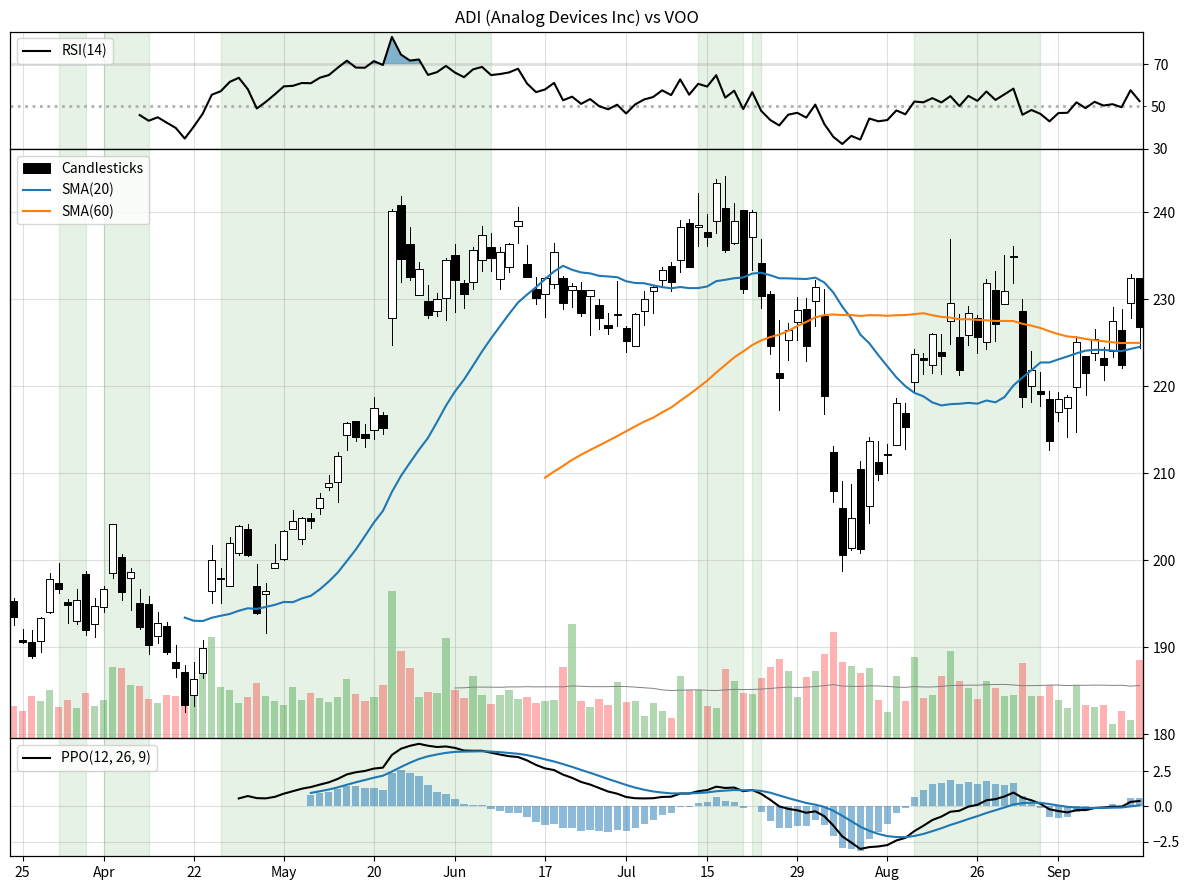 ADI (Analog Devices Inc) vs VOO
RSI(14)
70
50
30
Candlesticks
SMA(20)
SMA(60)
240
230
220
210
200
190
180
PPO(12, 26, 9)
2.5
0.0
−2.5
25 Apr 22 May 20 Jun 17 Jul 15 29 Aug 26 Sep